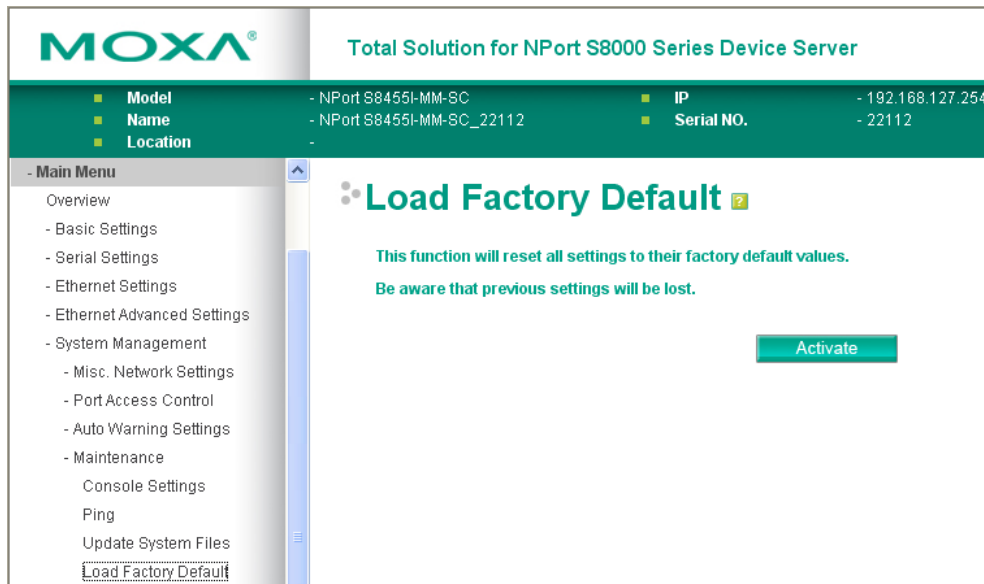 MOXA®
Total Solution for NPort S8000 Series Device Server
Model - NPort S8455I-MM-SC IP - 192.168.127.254
Name - NPort S8455I-MM-SC_22112 Serial NO. - 22112
Location -
- Main Menu
Overview
- Basic Settings
- Serial Settings
- Ethernet Settings
- Ethernet Advanced Settings
- System Management
- Misc. Network Settings
- Port Access Control
- Auto Warning Settings
- Maintenance
Console Settings
Ping
Update System Files
Load Factory Default
Load Factory Default ?
This function will reset all settings to their factory default values.
Be aware that previous settings will be lost.
Activate